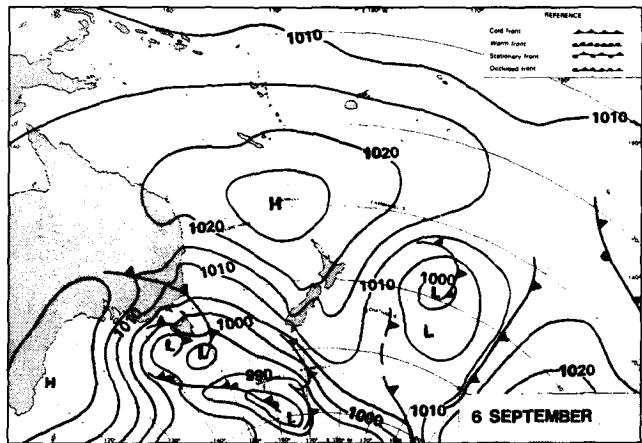 REFERENCE
Cold front
Warm front
Stationary front
Occluded front
1010
1010
1020
H
1020
1010
1010
1000
L
L
1010
1000
L
L
990
L
1000
1010
1020
H
6 SEPTEMBER